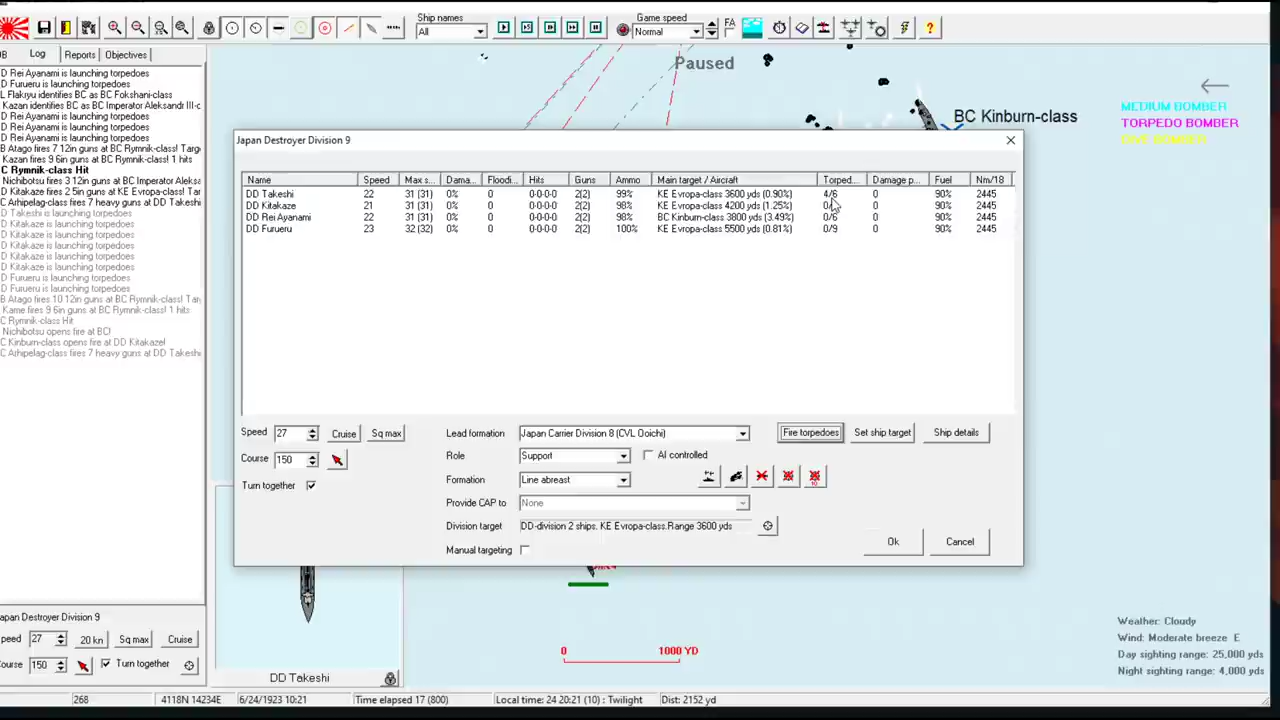 Ship names
Game speed
All
Normal
FA
Log
Reports
Objectives
Paused
D Rei Ayanami is launching torpedoes
D Furueru is launching torpedoes
L Flakryu identifies BC as BC Fokshani-class
Kazan identifies BC as BC Imperator Aleksandr III-c
D Rei Ayanami is launching torpedoes
D Rei Ayanami is launching torpedoes
D Rei Ayanami is launching torpedoes
B Atago fires 7 12in guns at BC Rymnik-class! Targ
Kazan fires 9 6in guns at BC Rymnik-class! 1 hits
C Rymnik-class Hit
Nichibotsu fires 3 12in guns at BC Imperator Aleks
D Kitakaze fires 2 5in guns at KE Evropa-class! Tar
C Arhipelag-class fires 7 heavy guns at DD Takesh
D Takeshi is launching torpedoes
D Kitakaze is launching torpedoes
D Kitakaze is launching torpedoes
D Kitakaze is launching torpedoes
D Kitakaze is launching torpedoes
D Kitakaze is launching torpedoes
D Furueru is launching torpedoes
D Furueru is launching torpedoes
B Atago fires 10 12in guns at BC Rymnik-class! Tar
Kame fires 9 6in guns at BC Rymnik-class! 1 hits
C Rymnik-class Hit
Nichibotsu opens fire at BC!
C Kinburn-class opens fire at DD Kitakaze!
C Arhipelag-class fires 7 heavy guns at DD Takeshi
BC Kinburn-class
MEDIUM BOMBER
TORPEDO BOMBER
DIVE BOMBER
Japan Destroyer Division 9
Name Speed Max s... Dama... Floodi... Hits Guns Ammo Main target / Aircraft Torped... Damage p... Fuel Nm/18
DD Takeshi 22 31 (31) 0% 0 0-0-0-0 2(2) 99% KE Evropa-class 3600 yds (0.90%) 4/6 0 90% 2445
DD Kitakaze 21 31 (31) 0% 0 0-0-0-0 2(2) 98% KE Evropa-class 4200 yds (1.25%) 0 90% 2445
DD Rei Ayanami 22 31 (31) 0% 0 0-0-0-0 2(2) 98% BC Kinburn-class 3800 yds (3.49%) 0/6 0 90% 2445
DD Furueru 23 32 (32) 0% 0 0-0-0-0 2(2) 100% KE Evropa-class 5500 yds (0.81%) 0/9 0 90% 2445
Speed 27 Cruise Sq max
Course 150
Turn together
Lead formation Japan Carrier Division 8 (CVL Ooichi)
Role Support AI controlled
Formation Line abreast
Provide CAP to None
Division target DD-division 2 ships. KE Evropa-class.Range 3600 yds
Manual targeting
Fire torpedoes Set ship target Ship details
Ok Cancel
apan Destroyer Division 9
peed 27 20 kn Sq max Cruise
ourse 150 Turn together
DD Takeshi
0 1000 YD
Weather: Cloudy
Wind: Moderate breeze E
Day sighting range: 25,000 yards
Night sighting range: 4,000 yards
268 4118N 14234E 6/24/1923 10:21 Time elapsed 17 (800) Local time: 24 20:21 (10) : Twilight Dist: 2152 yd